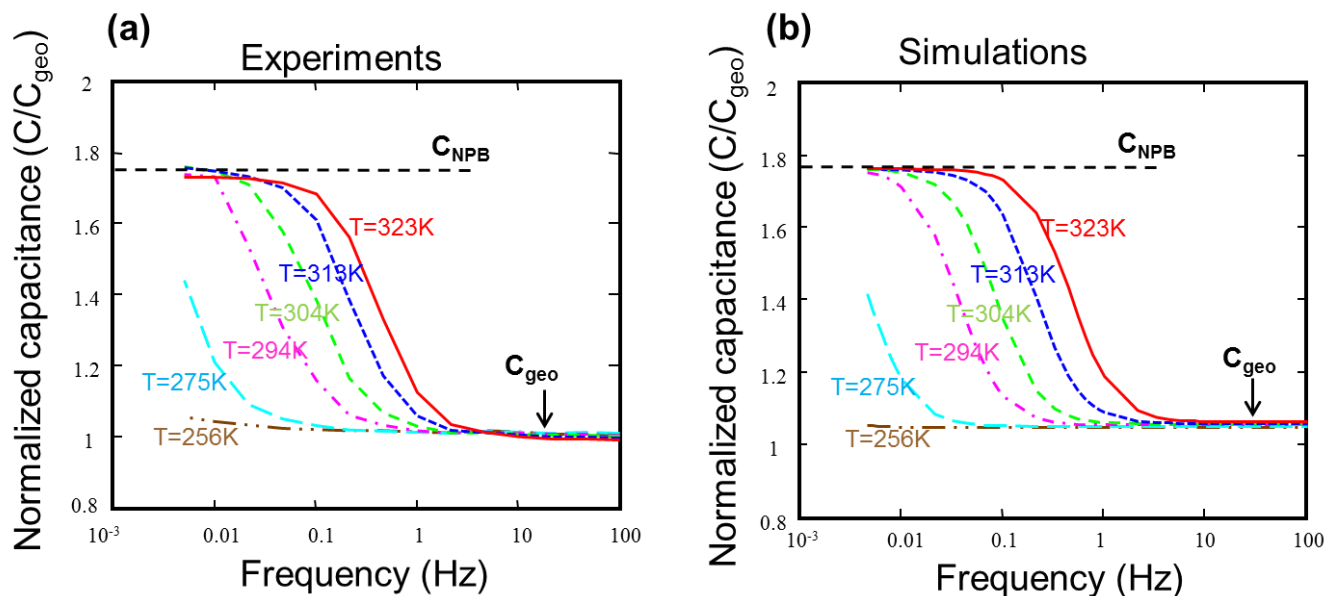 (a)
Experiments
Normalized capacitance (C/Cgeo)
2
1.8
1.6
1.4
1.2
1
0.8
CNPB
T=323K
T=313K
T=304K
T=294K
T=275K
T=256K
Cgeo
10-3 0.01 0.1 1 10 100
Frequency (Hz)
(b)
Simulations
Normalized capacitance (C/Cgeo)
2
1.8
1.6
1.4
1.2
1
0.8
CNPB
T=323K
T=313K
T=304K
T=294K
T=275K
T=256K
Cgeo
10-3 0.01 0.1 1 10 100
Frequency (Hz)